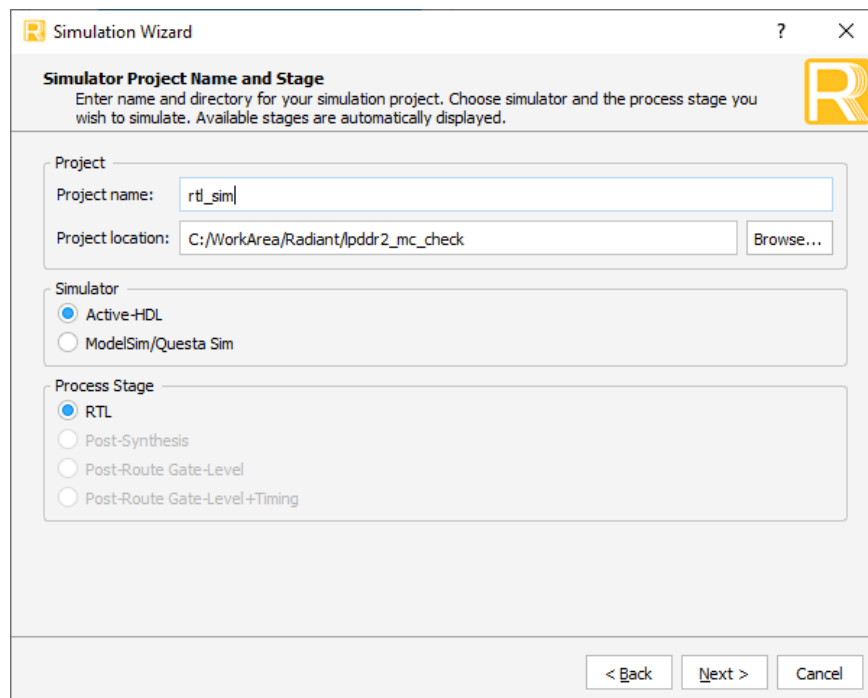 Simulation Wizard ? X
Simulator Project Name and Stage
Enter name and directory for your simulation project. Choose simulator and the process stage you
wish to simulate. Available stages are automatically displayed.
Project
Project name: rtl_sim
Project location: C:/WorkArea/Radiant/lpddr2_mc_check Browse...
Simulator
Active-HDL
ModelSim/Questa Sim
Process Stage
RTL
Post-Synthesis
Post-Route Gate-Level
Post-Route Gate-Level+Timing
< Back Next > Cancel